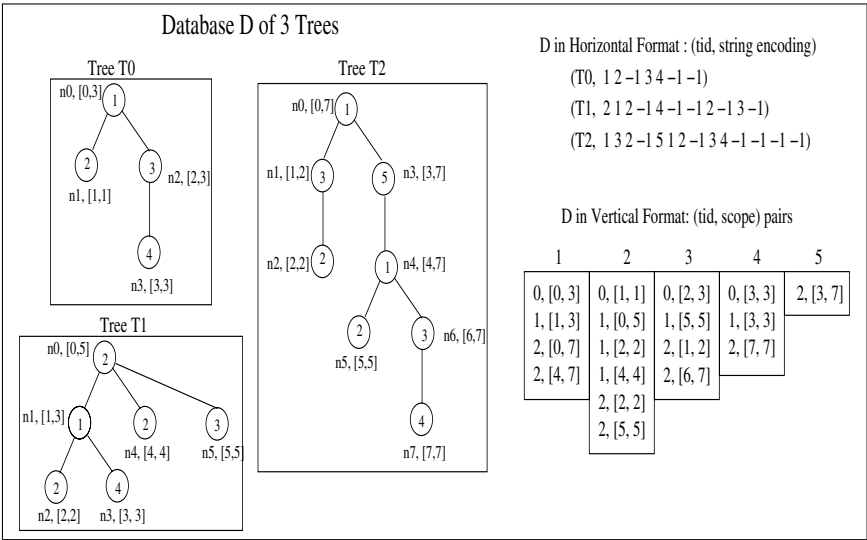 Database D of 3 Trees
Tree T0
n0, [0,3]
1
2
3
n1, [1,1]
n2, [2,3]
4
n3, [3,3]
Tree T1
n0, [0,5]
2
n1, [1,3]
1
2
3
n4, [4, 4]
n5, [5,5]
2
4
n2, [2,2]
n3, [3, 3]
Tree T2
n0, [0,7]
1
n1, [1,2]
3
5
n3, [3,7]
n2, [2,2]
2
1
n4, [4,7]
2
3
n6, [6,7]
n5, [5,5]
4
n7, [7,7]
D in Horizontal Format : (tid, string encoding)
(T0, 1 2 −1 3 4 −1 −1)
(T1, 2 1 2 −1 4 −1 −1 2 −1 3 −1)
(T2, 1 3 2 −1 5 1 2 −1 3 4 −1 −1 −1 −1)
D in Vertical Format: (tid, scope) pairs
1 2 3 4 5
0, [0, 3] 0, [1, 1] 0, [2, 3] 0, [3, 3] 2, [3, 7]
1, [1, 3] 1, [0, 5] 1, [5, 5] 1, [3, 3]
2, [0, 7] 1, [2, 2] 2, [1, 2] 2, [7, 7]
2, [4, 7] 1, [4, 4] 2, [6, 7]
2, [2, 2]
2, [5, 5]